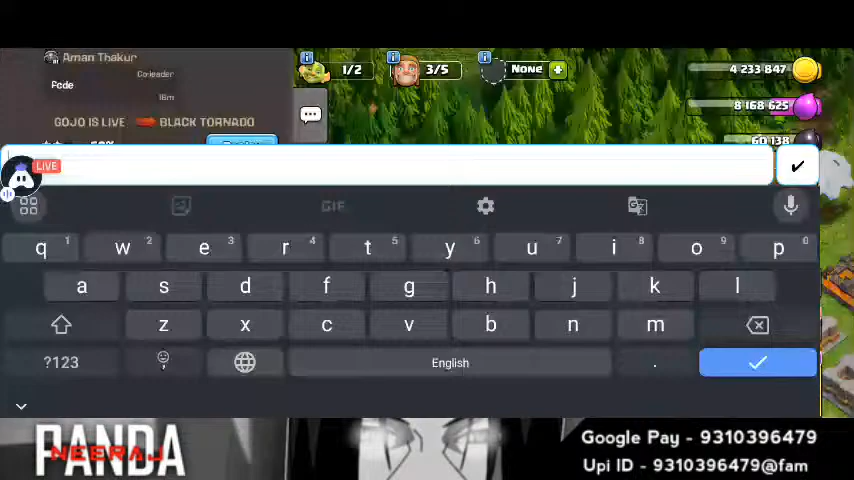 Aman Thakur
Coleader
Fcde
16m
GOJO IS LIVE BLACK TORNADO
1/2
3/5
None
4 233 847
8 168 625
60 138
LIVE
GIF
q 1 w 2 e 3 r 4 t 5 y 6 u 7 i 8 o 9 p 0
a s d f g h j k l
z x c v b n m
?123
English
.
PANDA
NEERAJ
Google Pay - 9310396479
Upi ID - 9310396479@fam